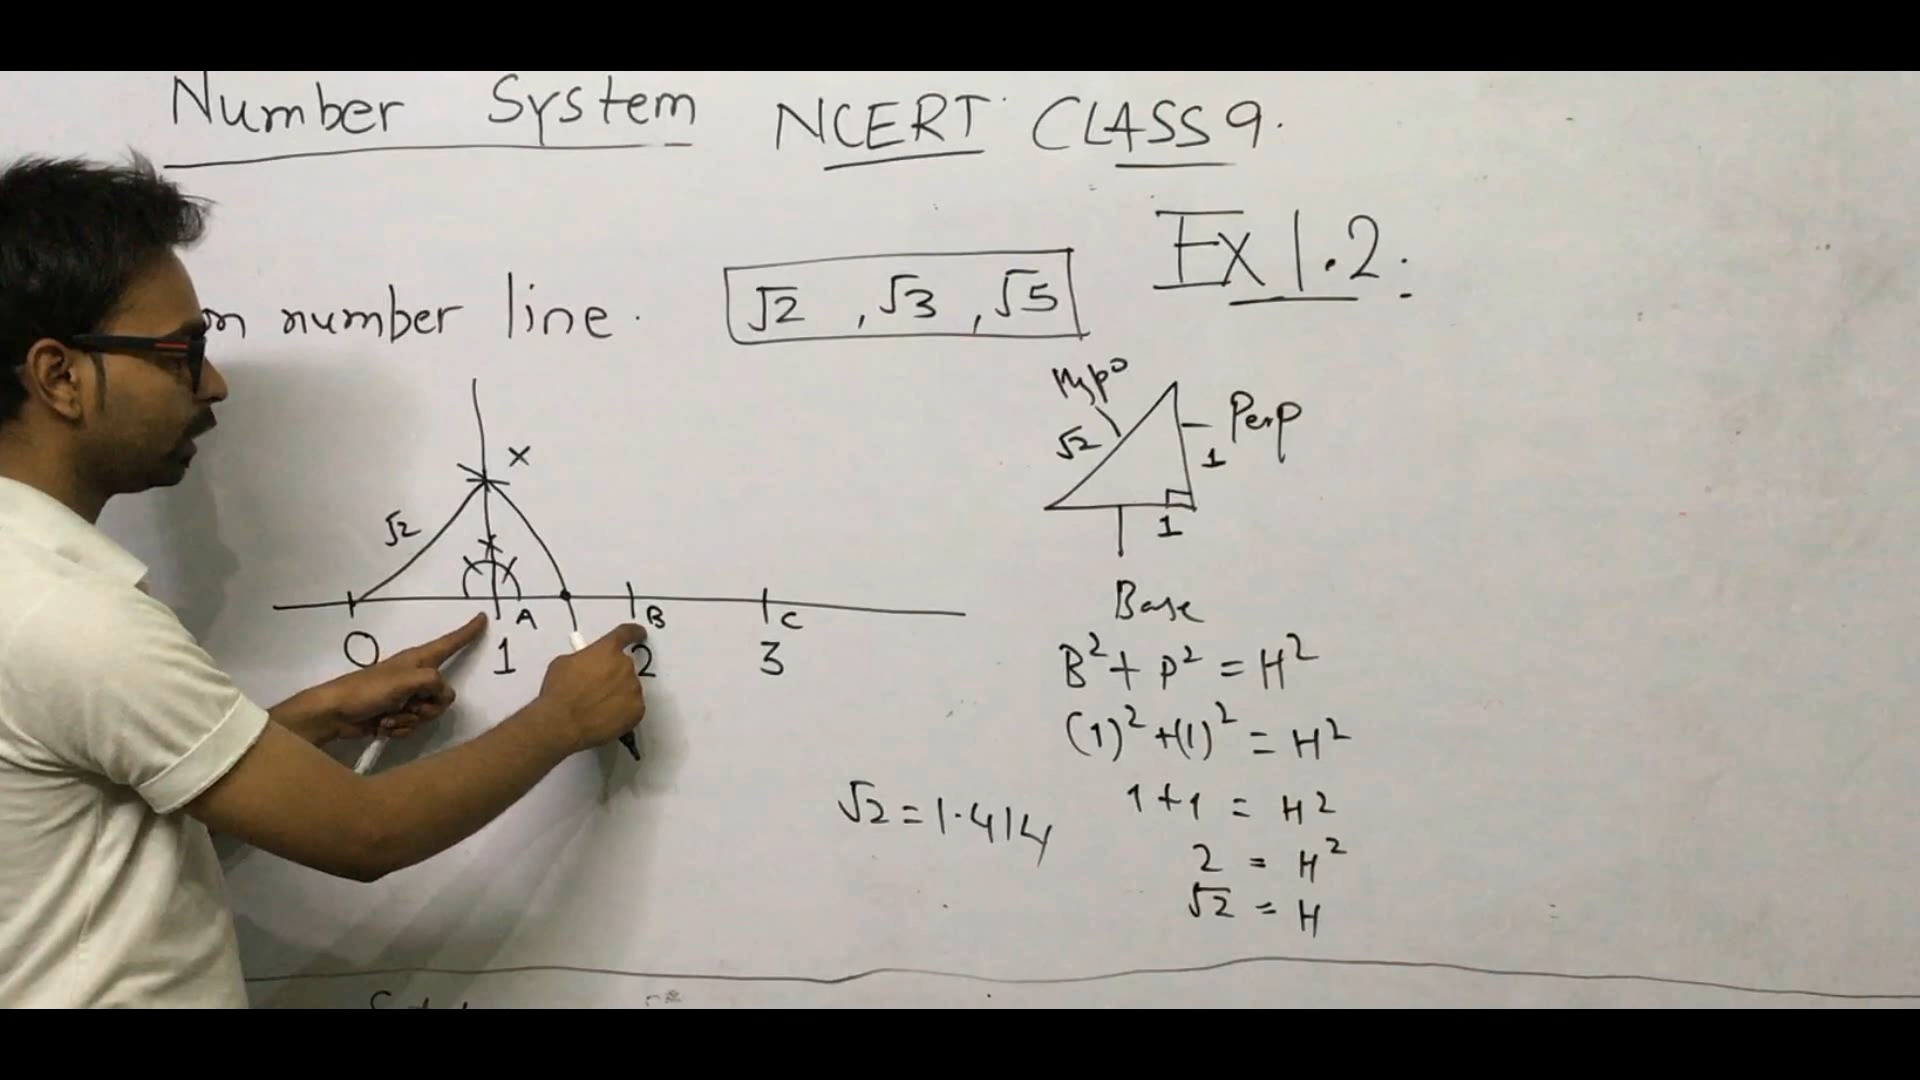 Number System NCERT CLASS 9.
Ex 1.2.
on number line. √2, √3, √5
Hypo
√2
Perp
1
1
Base
×
√2
A B C
0 1 2 3
B² + P² = H²
(1)² + (1)² = H²
1 + 1 = H²
2 = H²
√2 = H
√2 = 1.414